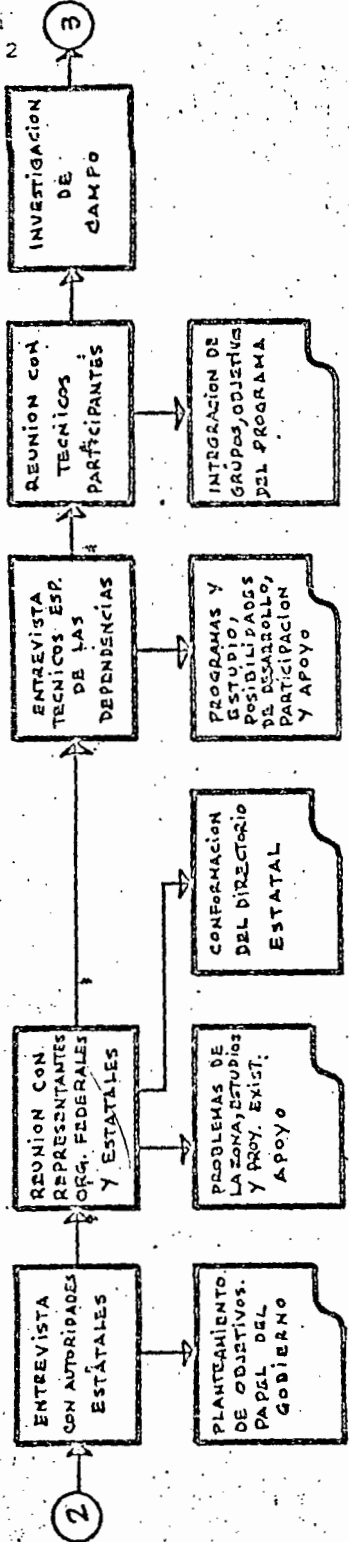 2
ENTREVISTA
CON AUTORIDADES
ESTÁTALES
PLANTEAMIENTO.
DE OBJETIVOS.
PAPEL DEL
GOBIERNO
REUNION CON.
REPRESENTANTES
ORG. FEDERALES
Y ESTATALES
PROBLEMAS DE
LA ZONA, ESTUDIOS
Y PROY. EXIST.
APOYO
CONFORMACION
DEL DIRECTORIO
ESTATAL
ENTREVISTA
TECNICOS ESP.
DE LAS
DEPENDENCIAS
PROGRAMAS Y
ESTUDIO,
POSIBILIDADES
DE DESARROLLO,
PARTICIPACION
Y APOYO
REUNION CON
TECNICOS
PARTICIPANTES
INTEGRACION DE
GRUPOS, OBJETIVOS
DEL PROGRAMA
INVESTIGACION
DE
CAMPO
3
2